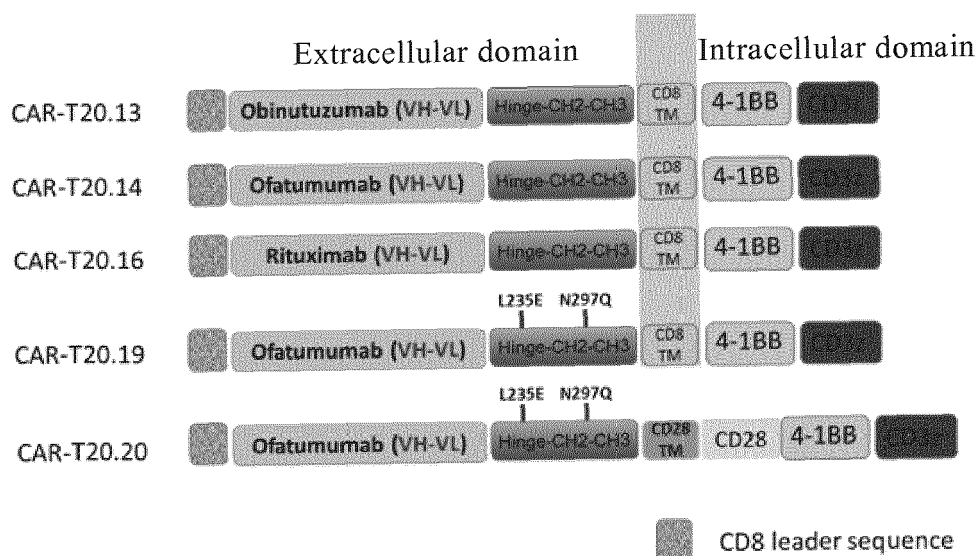 Extracellular domain Intracellular domain
CAR-T20.13 Obinutuzumab (VH-VL) Hinge-CH2-CH3 CD8 TM 4-1BB
CAR-T20.14 Ofatumumab (VH-VL) Hinge-CH2-CH3 CD8 TM 4-1BB
CAR-T20.16 Rituximab (VH-VL) Hinge-CH2-CH3 CD8 TM 4-1BB
L235E N297Q
CAR-T20.19 Ofatumumab (VH-VL) Hinge-CH2-CH3 CD8 TM 4-1BB
L235E N297Q
CAR-T20.20 Ofatumumab (VH-VL) Hinge-CH2-CH3 CD28 TM CD28 4-1BB
CD8 leader sequence